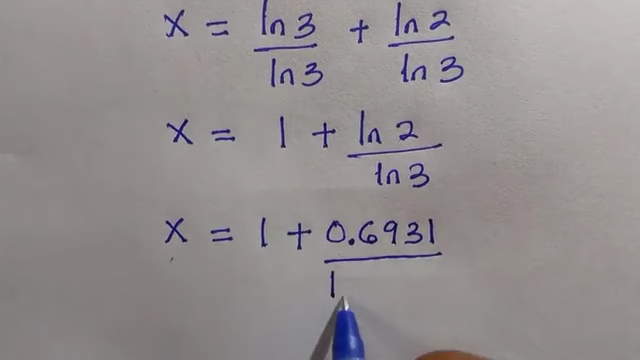 x = ln3/ln3 + ln2/ln3
x = 1 + ln2/ln3
x = 1 + 0.6931/1